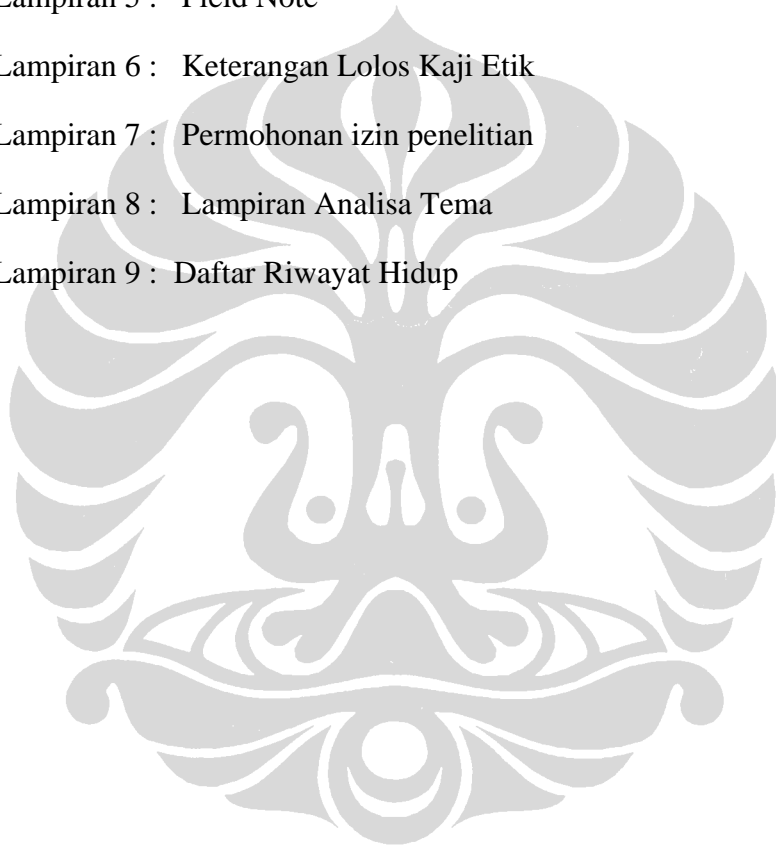 Lampiran 5 : Field Note
Lampiran 6 : Keterangan Lolos Kaji Etik
Lampiran 7 : Permohonan izin penelitian
Lampiran 8 : Lampiran Analisa Tema
Lampiran 9 : Daftar Riwayat Hidup